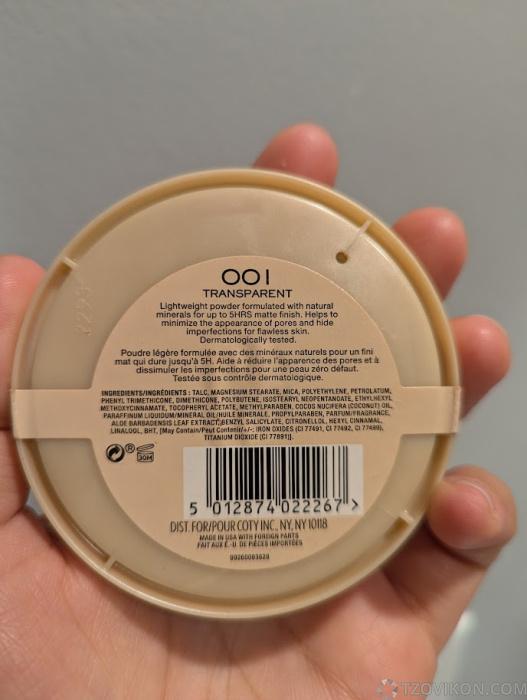 001
TRANSPARENT
Lightweight powder formulated with natural
minerals for up to 5HRS matte finish. Helps to
minimize the appearance of pores and hide
imperfections for flawless skin.
Dermatologically tested.
Poudre légère formulée avec des minéraux naturels pour un fini
mat qui dure jusqu'à 5H. Aide à réduire l'apparence des pores et à
dissimuler les imperfections pour une peau zéro défaut.
Testée sous contrôle dermatologique.
INGREDIENTS/INGRÉDIENTS : TALC, MAGNESIUM STEARATE, MICA, POLYETHYLENE, PETROLATUM,
PHENYL TRIMETHICONE, DIMETHICONE, POLYBUTENE, ISOSTEARYL NEOPENTANOATE, ETHYLHEXYL
METHOXYCINNAMATE, TOCOPHERYL ACETATE, METHYLPARABEN, COCOS NUCIFERA (COCONUT) OIL,
PARAFFINUM LIQUIDUM/MINERAL OIL/HUILE MINERALE, PROPYLPARABEN, PARFUM/FRAGRANCE,
ALOE BARBADENSIS LEAF EXTRACT, BENZYL SALICYLATE, CITRONELLOL, HEXYL CINNAMAL,
LINALOOL, BHT, [May Contain/Peut Contenir/+/-: IRON OXIDES (CI 77491, CI 77492, CI 77499),
TITANIUM DIOXIDE (CI 77891)].
30M
5 012874 022267 >
DIST. FOR/POUR COTY INC., NY, NY 10118
MADE IN USA WITH FOREIGN PARTS
FAIT AUX É.-U. DE PIÈCES IMPORTÉES
99260083629
TZOVIKON.COM